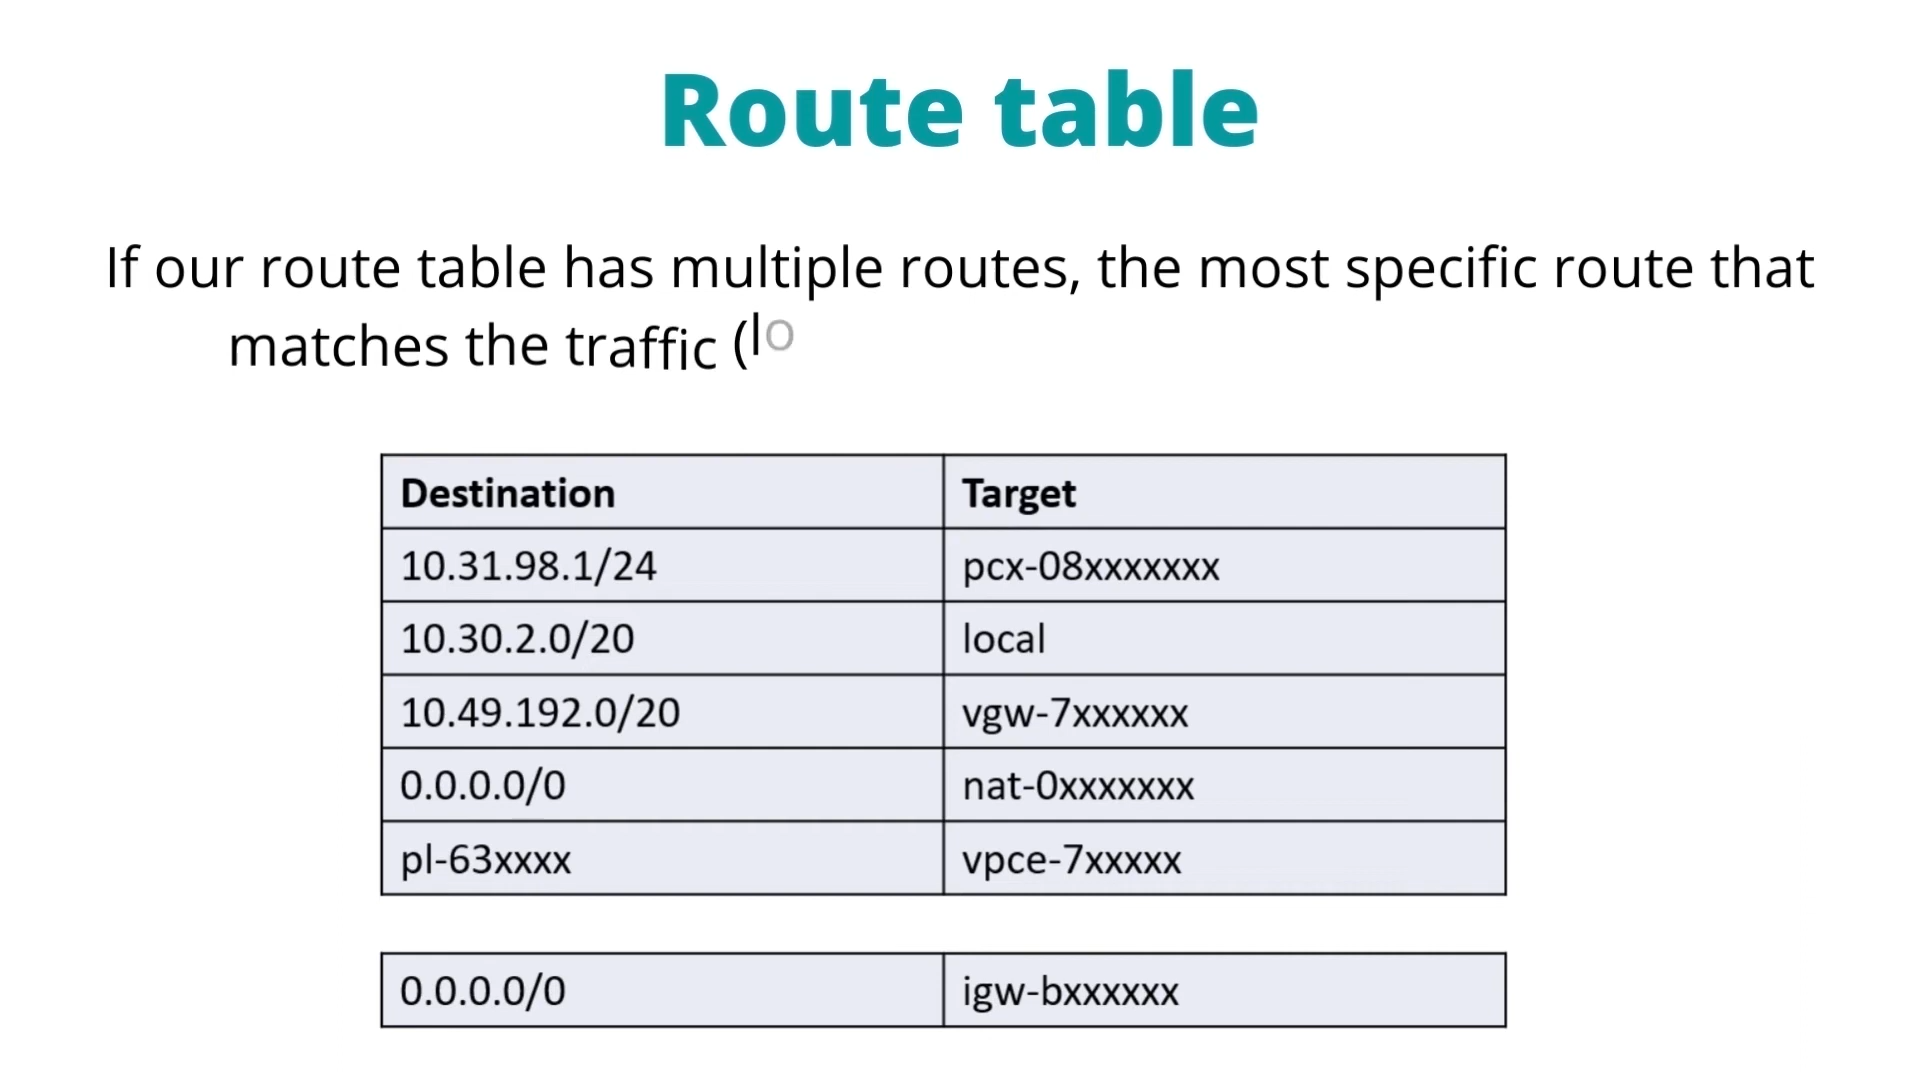 Route table
If our route table has multiple routes, the most specific route that
matches the traffic (lo
Destination Target
10.31.98.1/24 pcx-08xxxxxxx
10.30.2.0/20 local
10.49.192.0/20 vgw-7xxxxxx
0.0.0.0/0 nat-0xxxxxxx
pl-63xxxx vpce-7xxxxx
0.0.0.0/0 igw-bxxxxxx